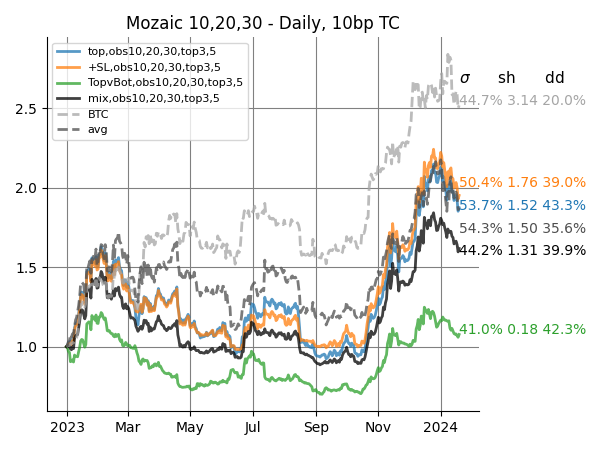 Mozaic 10,20,30 - Daily, 10bp TC
top,obs10,20,30,top3,5
+SL,obs10,20,30,top3,5
TopvBot,obs10,20,30,top3,5
mix,obs10,20,30,top3,5
BTC
avg
σ sh dd
44.7% 3.14 20.0%
50.4% 1.76 39.0%
53.7% 1.52 43.3%
54.3% 1.50 35.6%
44.2% 1.31 39.9%
41.0% 0.18 42.3%
2.5
2.0
1.5
1.0
2023 Mar May Jul Sep Nov 2024